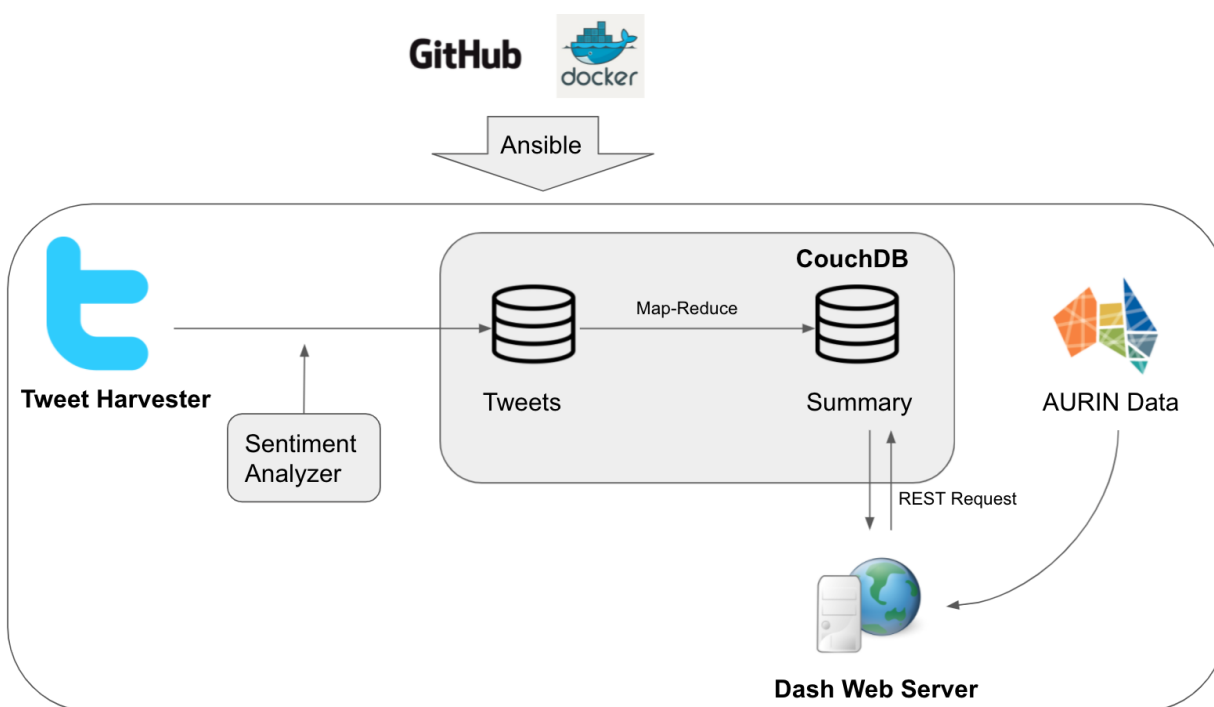 GitHub
docker
Ansible
CouchDB
Map-Reduce
Tweet Harvester
Tweets
Summary
AURIN Data
Sentiment
Analyzer
REST Request
Dash Web Server